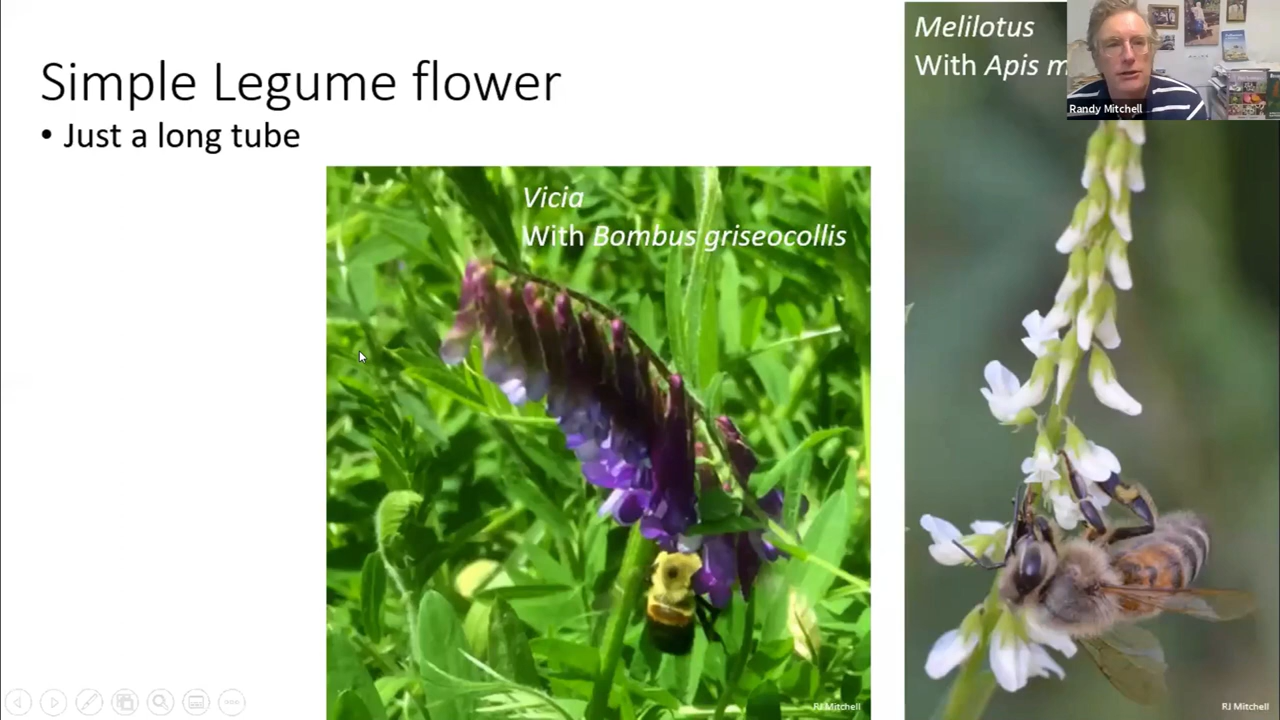 Simple Legume flower
• Just a long tube
Vicia
With Bombus griseocollis
RJ Mitchell
Melilotus
With Apis m
Randy Mitchell
RJ Mitchell